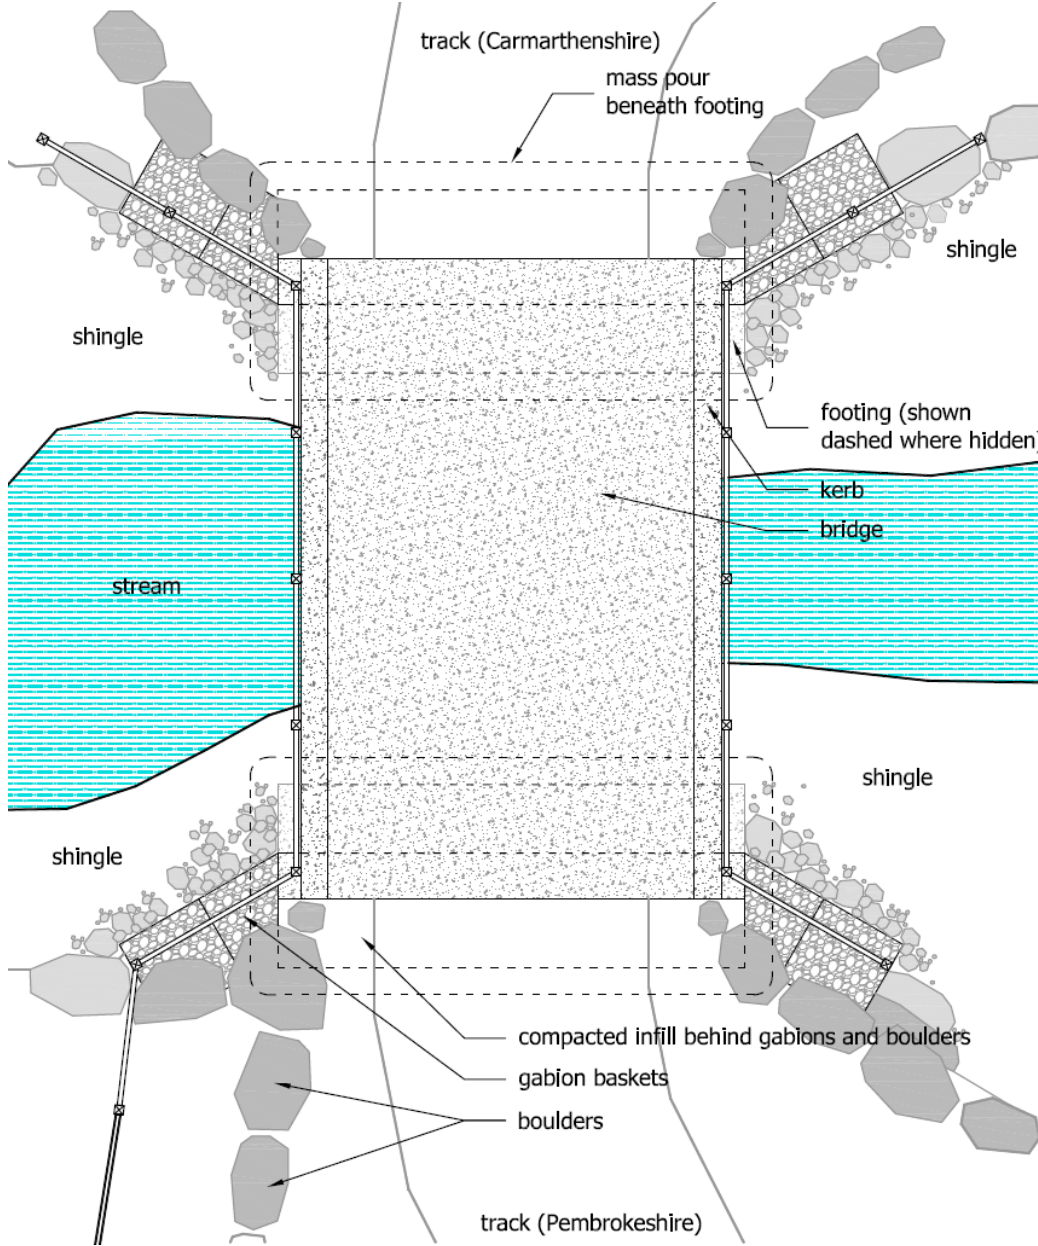 track (Carmarthenshire)
mass pour
beneath footing
shingle
shingle
footing (shown
dashed where hidden)
kerb
bridge
stream
shingle
shingle
compacted infill behind gabions and boulders
gabion baskets
boulders
track (Pembrokeshire)